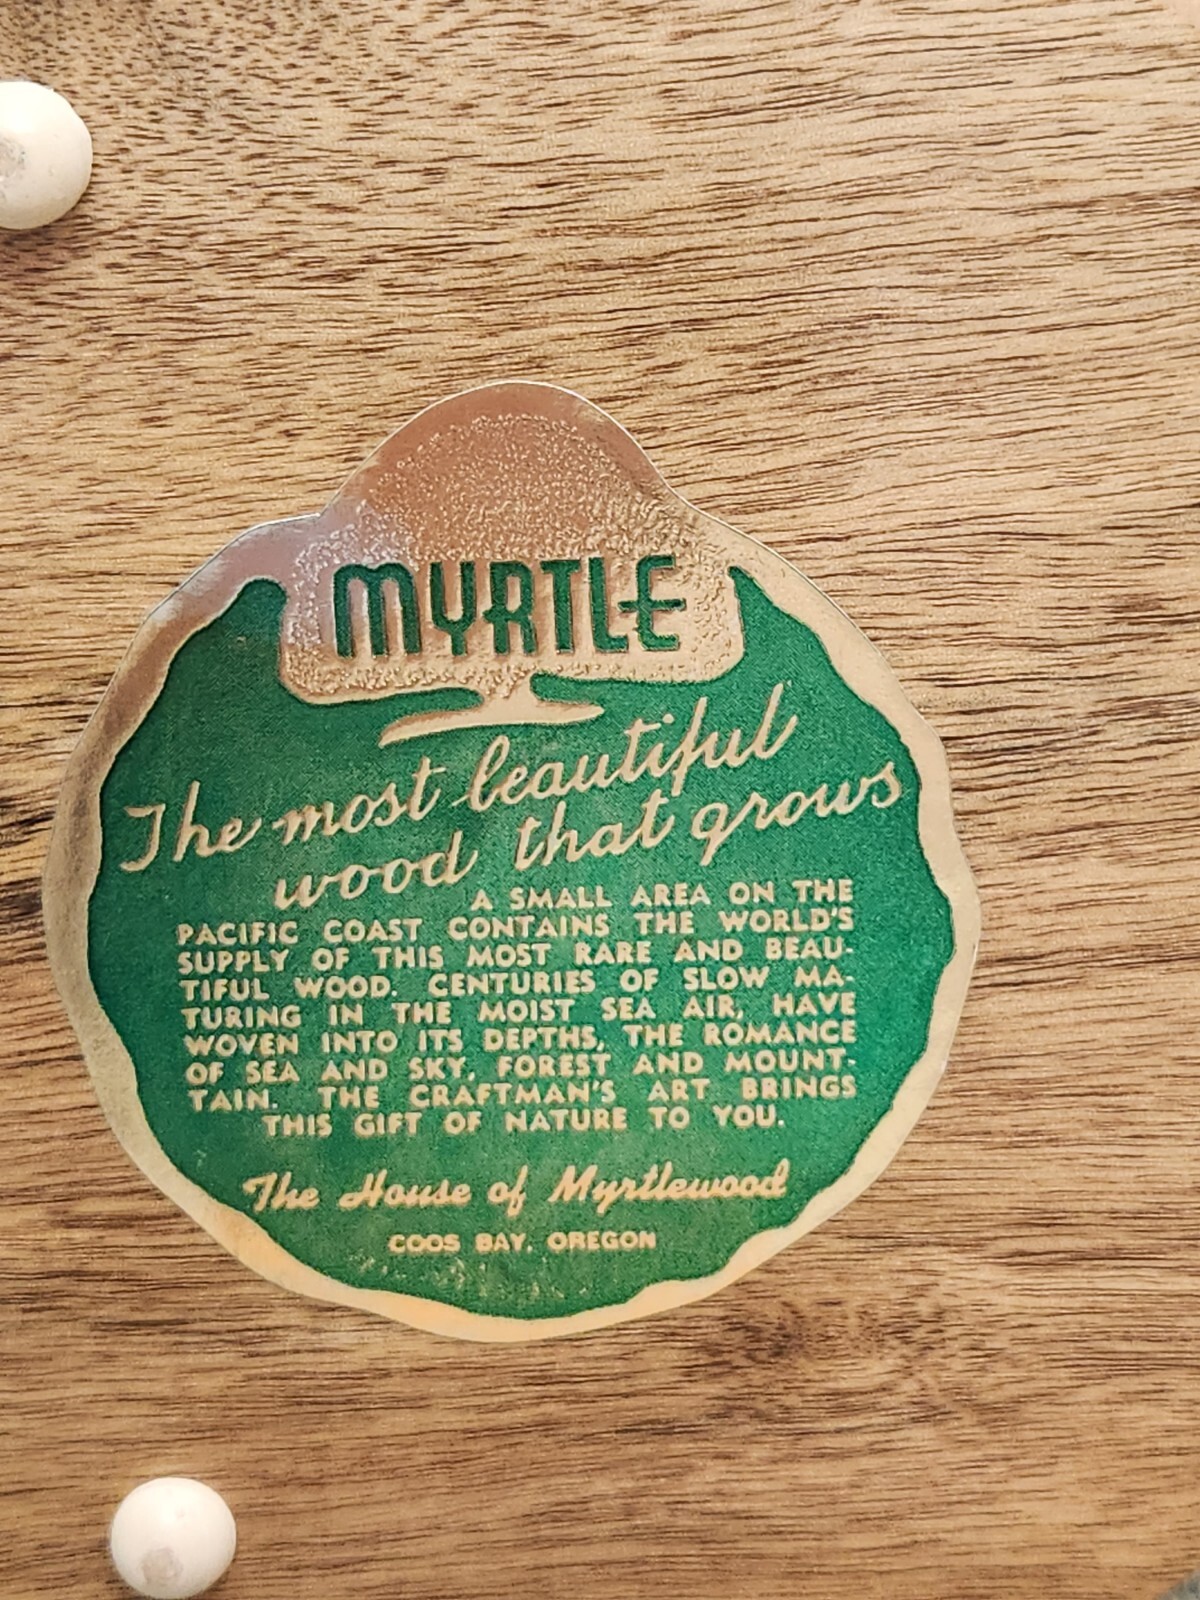 MYRTLE
The most beautiful
wood that grows
A SMALL AREA ON THE
PACIFIC COAST CONTAINS THE WORLD'S
SUPPLY OF THIS MOST RARE AND BEAU-
TIFUL WOOD. CENTURIES OF SLOW MA-
TURING IN THE MOIST SEA AIR, HAVE
WOVEN INTO ITS DEPTHS, THE ROMANCE
OF SEA AND SKY, FOREST AND MOUNT-
TAIN. THE CRAFTMAN'S ART BRINGS
THIS GIFT OF NATURE TO YOU.
The House of Myrtlewood
COOS BAY, OREGON